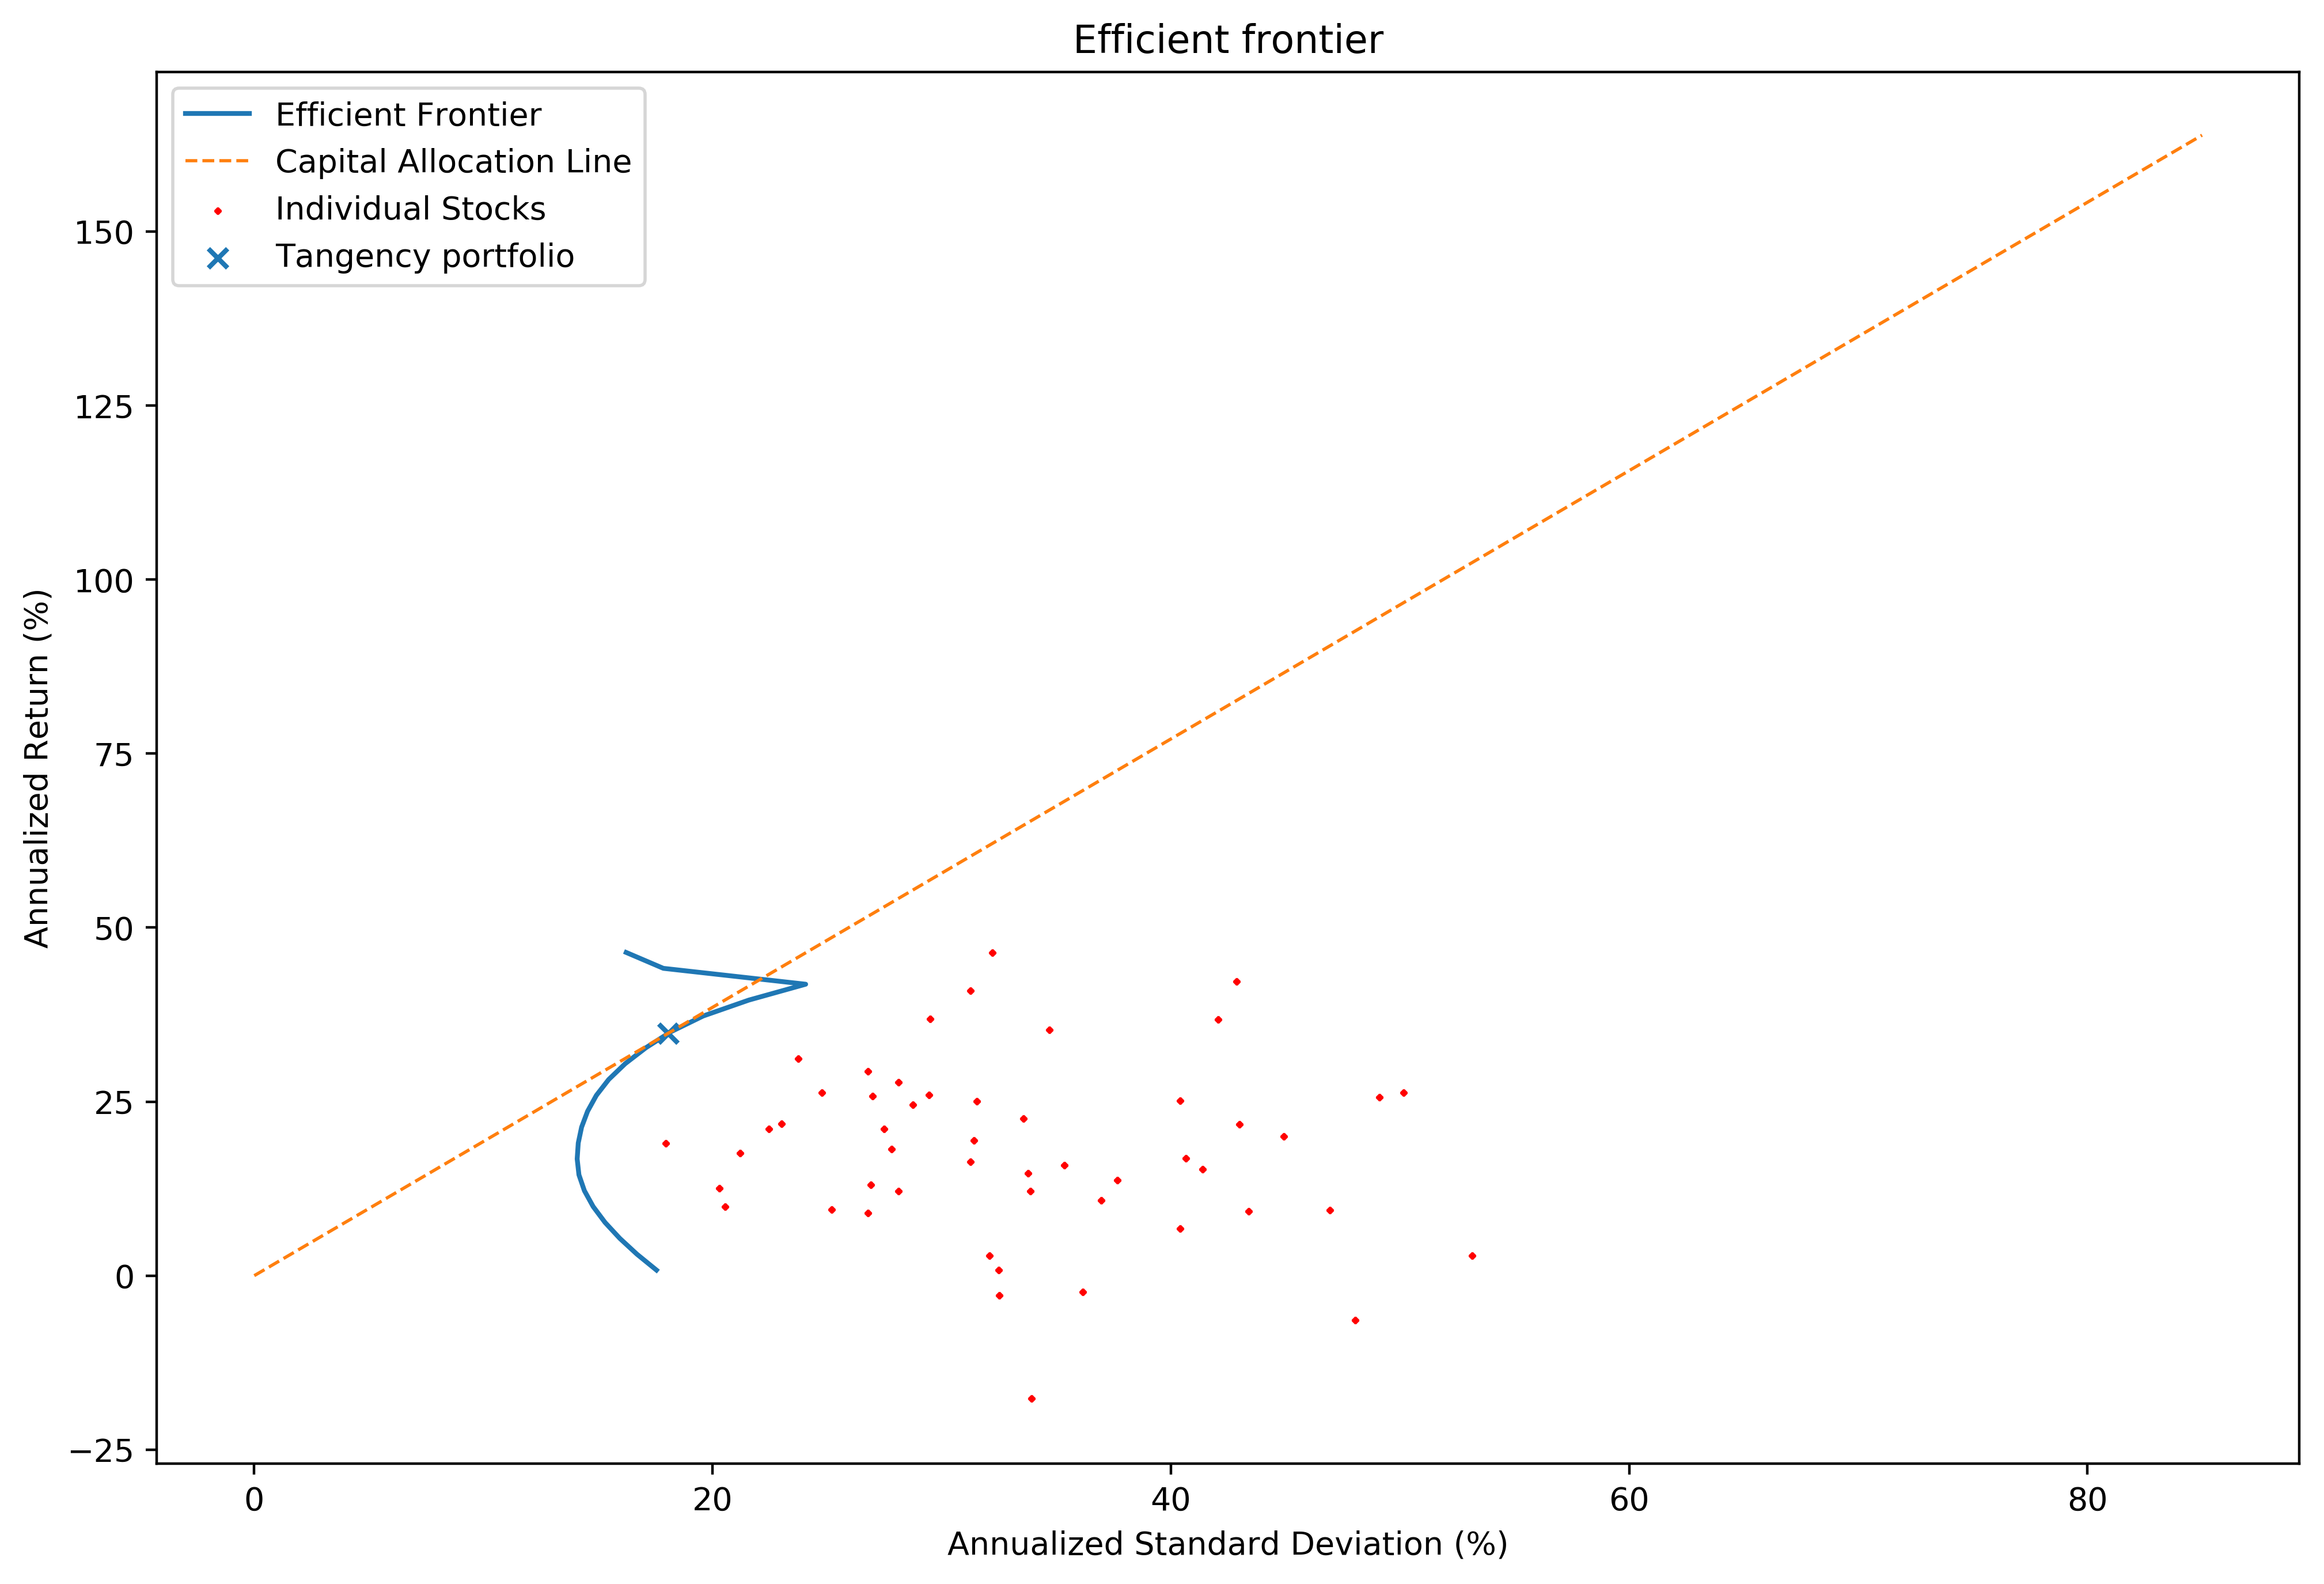 Efficient frontier
Efficient Frontier
Capital Allocation Line
Individual Stocks
Tangency portfolio
150
125
100
75
50
25
0
−25
Annualized Return (%)
0 20 40 60 80
Annualized Standard Deviation (%)